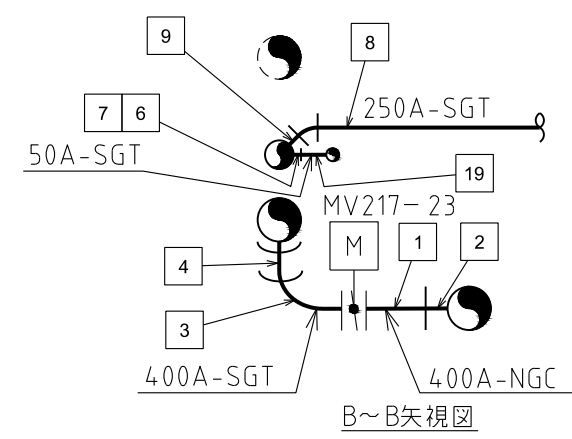 9
8
7 6
250A-SGT
50A-SGT
19
MV217-23
M
1
2
4
3
400A-SGT
400A-NGC
B～B矢視図